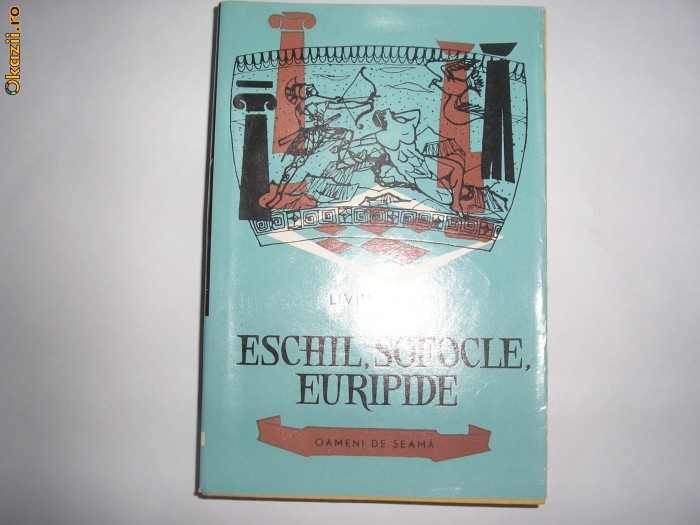 Okazii.ro
ESCHIL, SOFOCLE,
EURIPIDE
OAMENI DE SEAMĂ